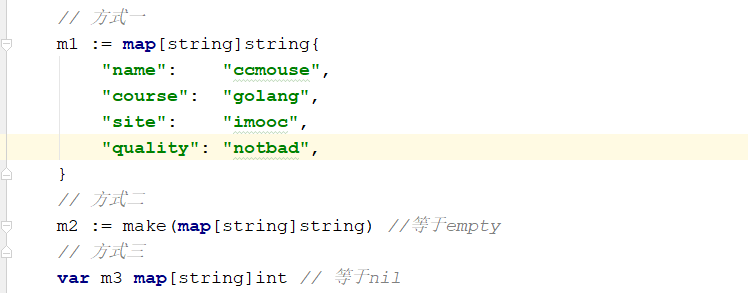 // 方式一
m1 := map[string]string{
    "name":    "ccmouse",
    "course":  "golang",
    "site":    "imooc",
    "quality": "notbad",
}
// 方式二
m2 := make(map[string]string) //等于empty
// 方式三
var m3 map[string]int // 等于nil